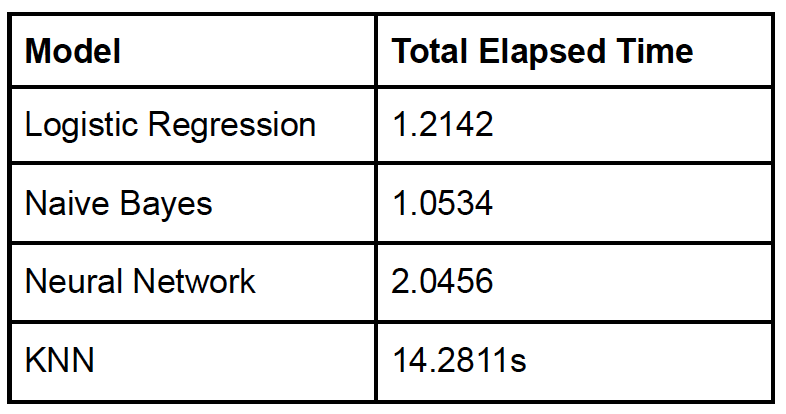 Model Total Elapsed Time
Logistic Regression 1.2142
Naive Bayes 1.0534
Neural Network 2.0456
KNN 14.2811s